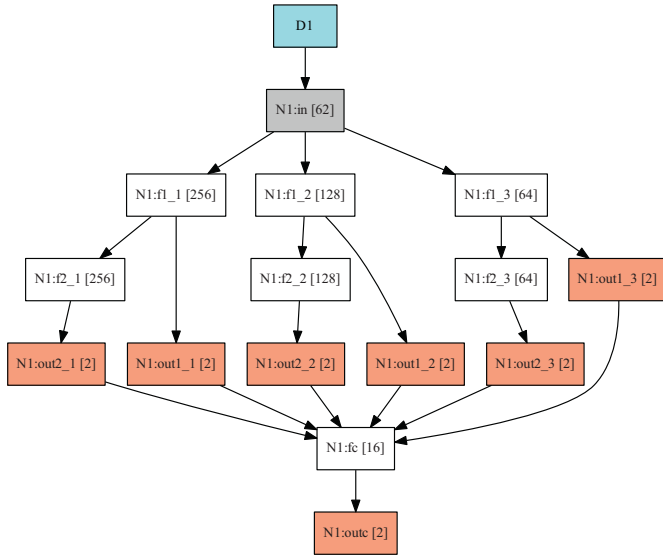 D1
N1:in [62]
N1:f1_1 [256]
N1:f1_2 [128]
N1:f1_3 [64]
N1:f2_1 [256]
N1:f2_2 [128]
N1:f2_3 [64]
N1:out1_3 [2]
N1:out2_1 [2]
N1:out1_1 [2]
N1:out2_2 [2]
N1:out1_2 [2]
N1:out2_3 [2]
N1:fc [16]
N1:outc [2]